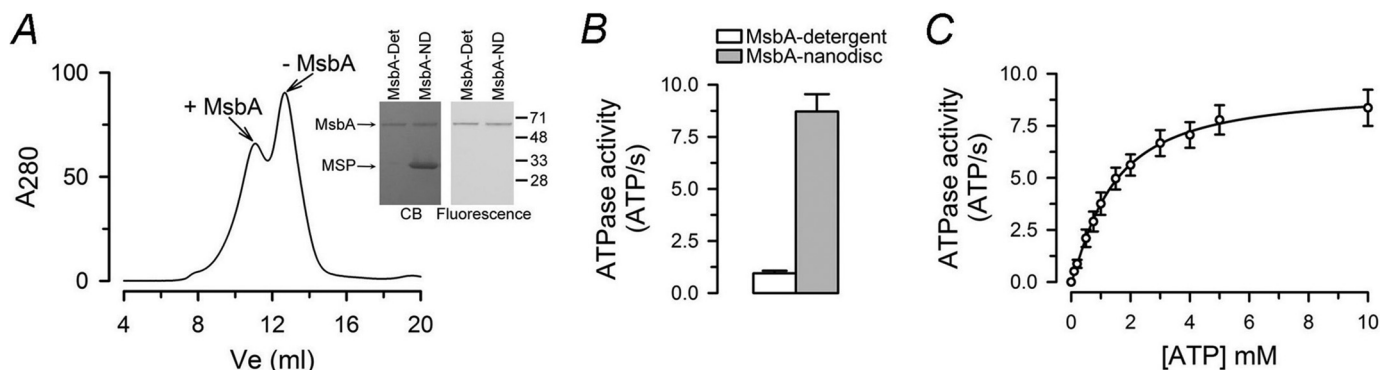 A
A280
100
50
0
4
8
12
16
20
Ve (ml)
+ MsbA
- MsbA
MsbA-Det
MsbA-ND
MsbA-Det
MsbA-ND
MsbA
MSP
71
48
33
28
CB
Fluorescence
B
MsbA-detergent
MsbA-nanodisc
ATPase activity
(ATP/s)
10.0
7.5
5.0
2.5
0.0
C
ATPase activity
(ATP/s)
10.0
7.5
5.0
2.5
0.0
0
2
4
6
8
10
[ATP] mM